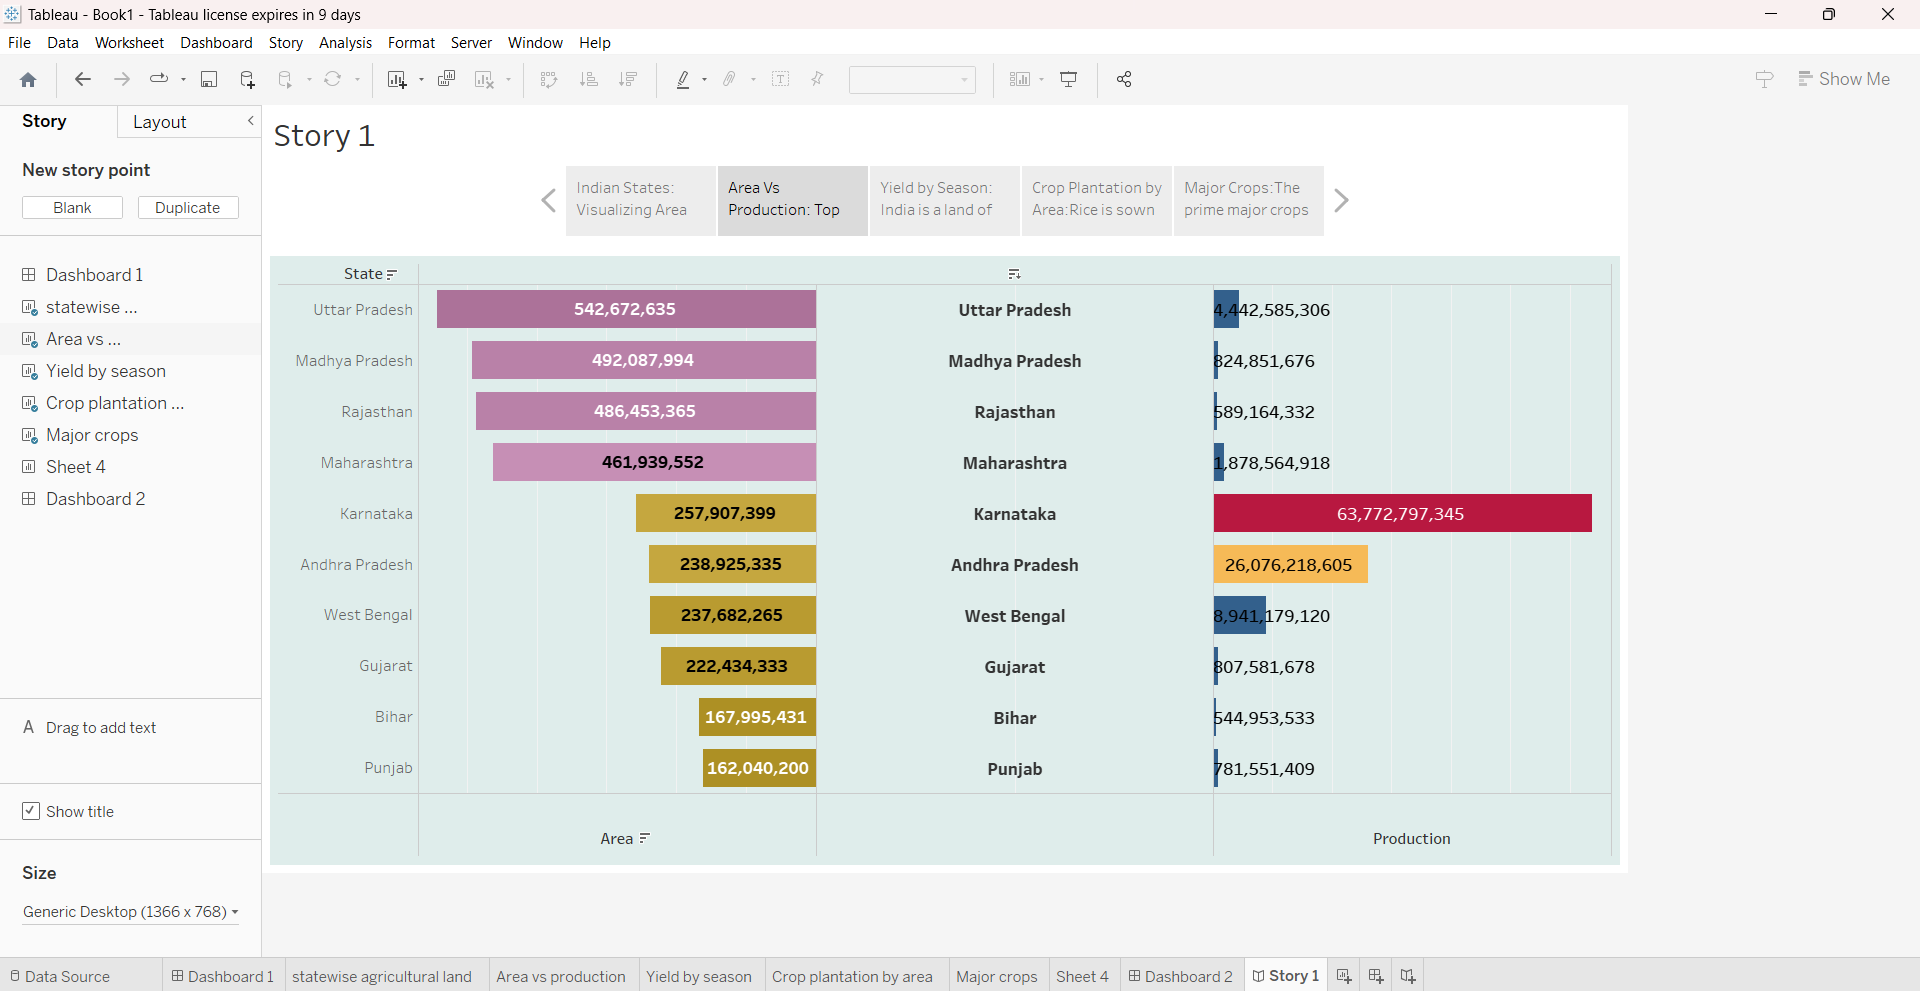 Tableau - Book1 - Tableau license expires in 9 days
File Data Worksheet Dashboard Story Analysis Format Server Window Help
Show Me
Story Layout
New story point
Blank Duplicate
Dashboard 1
statewise ...
Area vs ...
Yield by season
Crop plantation ...
Major crops
Sheet 4
Dashboard 2
A Drag to add text
Show title
Size
Generic Desktop (1366 x 768)
Story 1
Indian States:
Visualizing Area
Area Vs
Production: Top
Yield by Season:
India is a land of
Crop Plantation by
Area:Rice is sown
Major Crops:The
prime major crops
State
Uttar Pradesh 542,672,635 Uttar Pradesh 4,442,585,306
Madhya Pradesh 492,087,994 Madhya Pradesh 824,851,676
Rajasthan 486,453,365 Rajasthan 589,164,332
Maharashtra 461,939,552 Maharashtra 1,878,564,918
Karnataka 257,907,399 Karnataka 63,772,797,345
Andhra Pradesh 238,925,335 Andhra Pradesh 26,076,218,605
West Bengal 237,682,265 West Bengal 8,941,179,120
Gujarat 222,434,333 Gujarat 807,581,678
Bihar 167,995,431 Bihar 544,953,533
Punjab 162,040,200 Punjab 781,551,409
Area Production
Data Source Dashboard 1 statewise agricultural land Area vs production Yield by season Crop plantation by area Major crops Sheet 4 Dashboard 2 Story 1